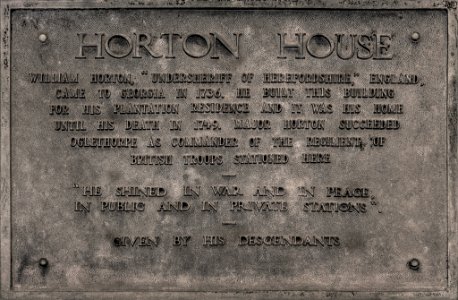 HORTON HOUSE
WILLIAM HORTON, "UNDERSHERIFF OF HEREFORDSHIRE," ENGLAND,
CAME TO GEORGIA IN 1736. HE BUILT THIS BUILDING
FOR HIS PLANTATION RESIDENCE AND IT WAS HIS HOME
UNTIL HIS DEATH IN 1749. MAJOR HORTON SUCCEEDED
OGLETHORPE AS COMMANDER OF THE REGIMENT OF
BRITISH TROOPS STATIONED HERE
"HE SHINED IN WAR AND IN PEACE,
IN PUBLIC AND IN PRIVATE STATIONS".
GIVEN BY HIS DESCENDANTS